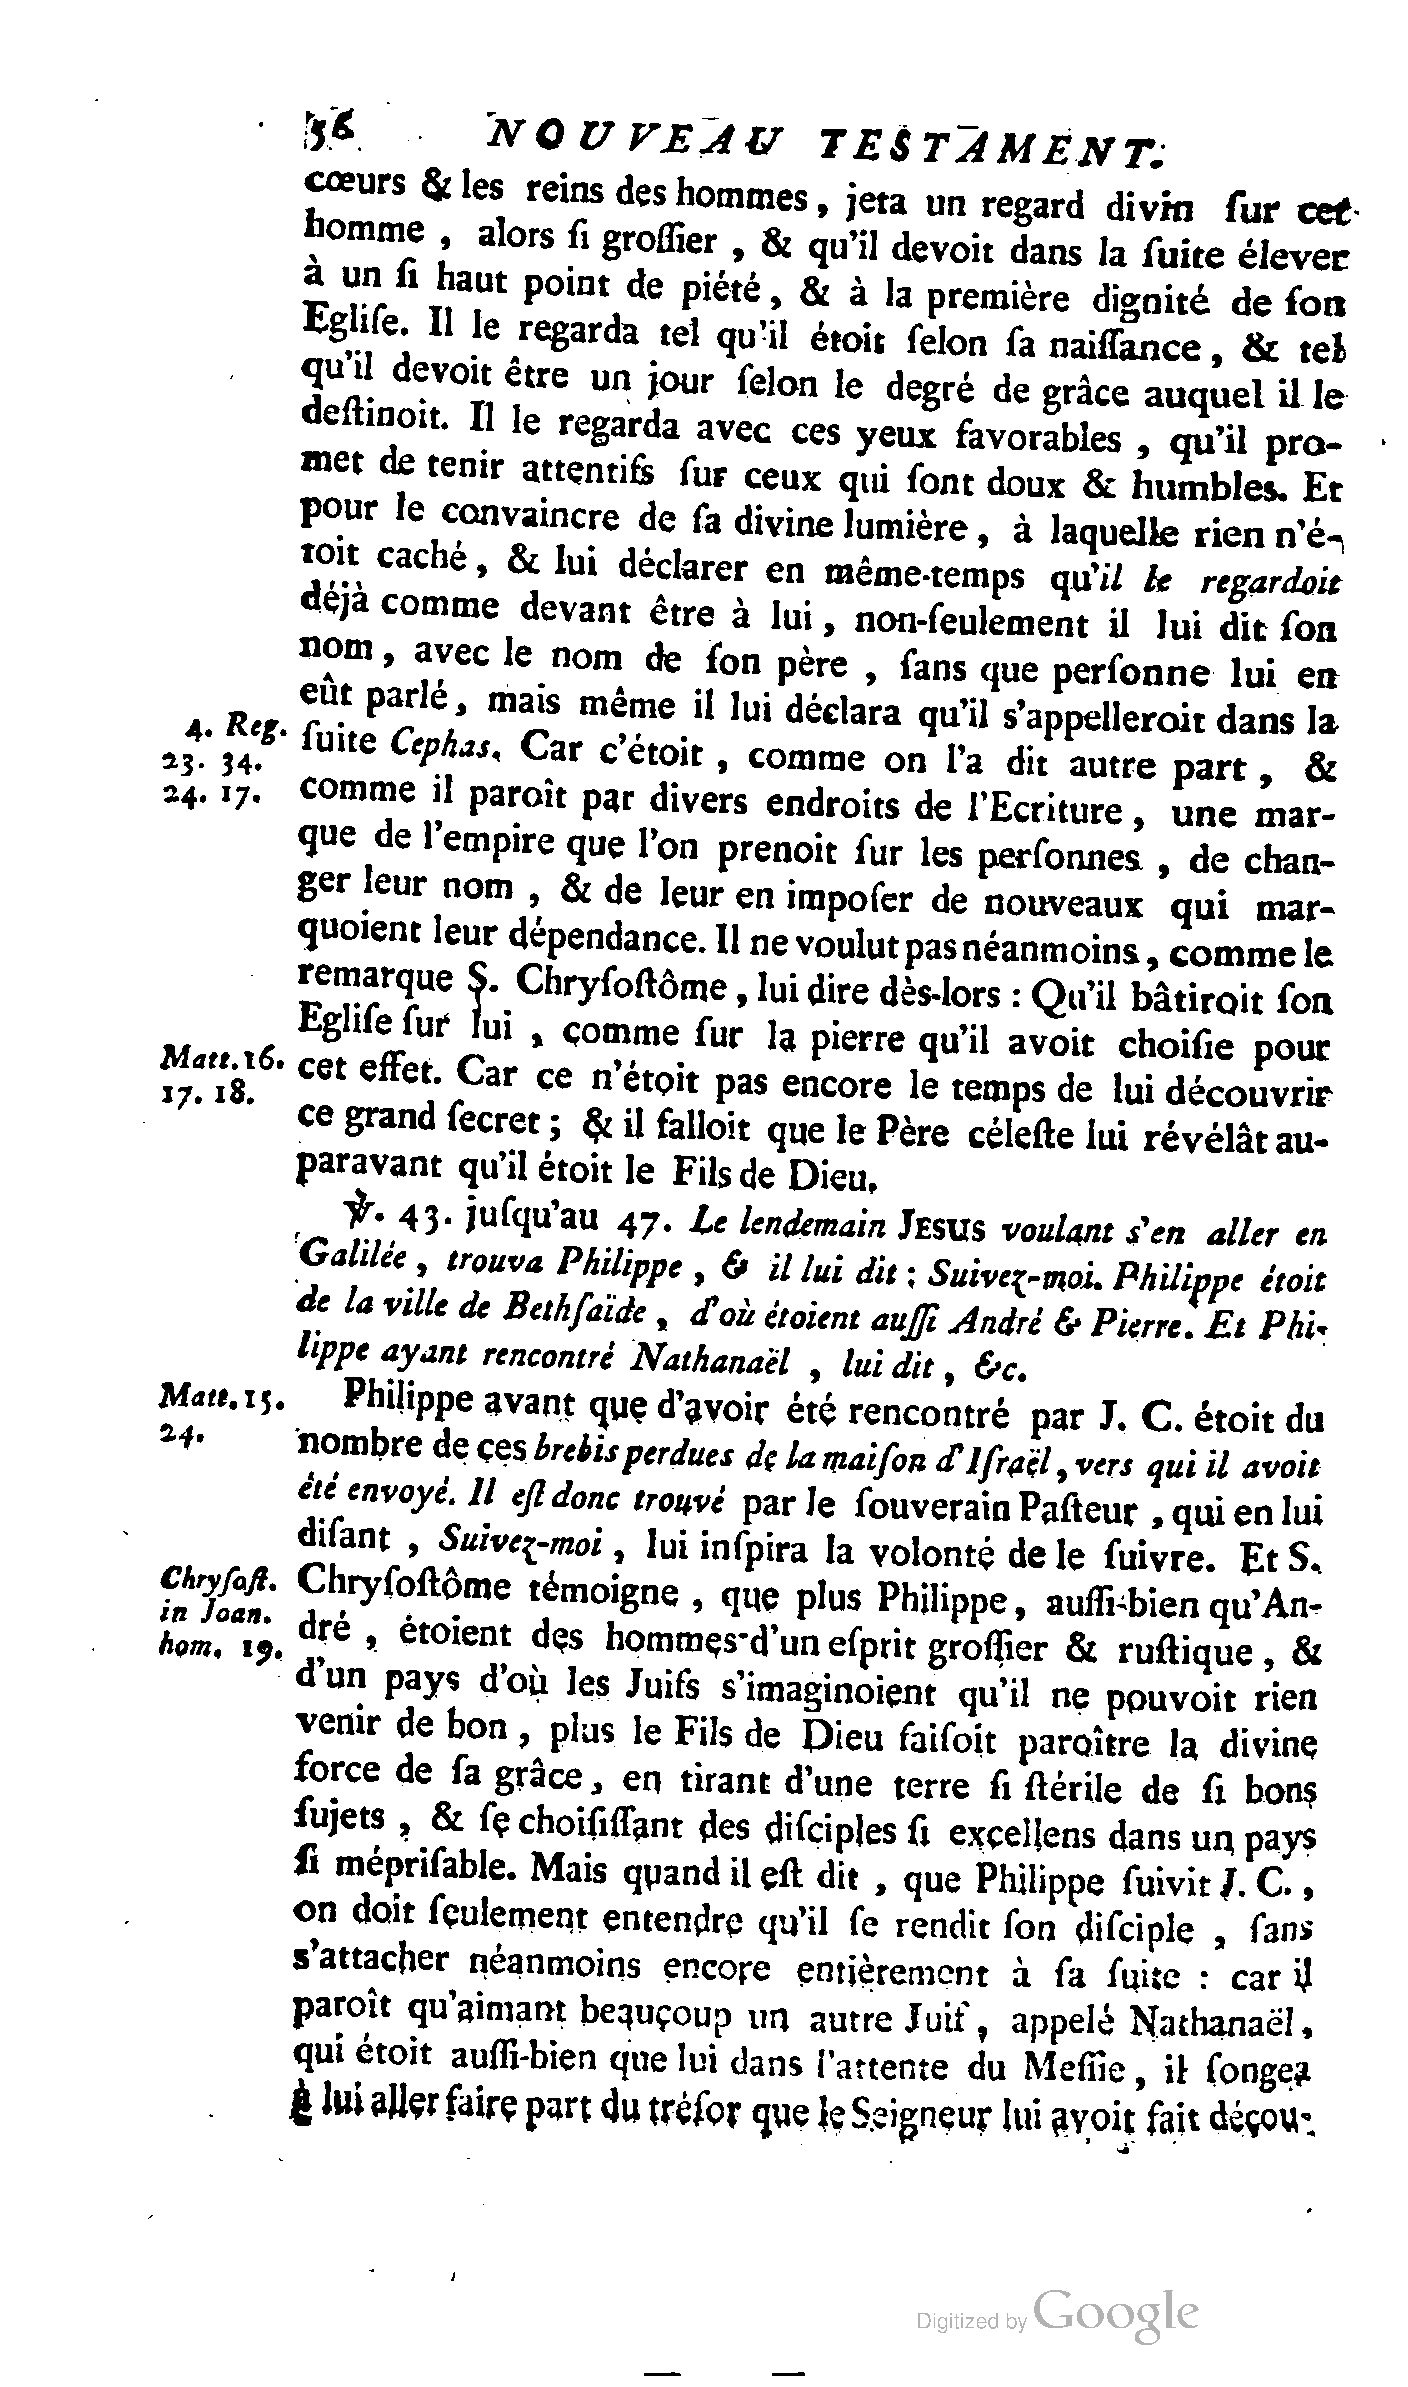 56 NOUVEAU TESTAMENT.
cœurs & les reins des hommes, jeta un regard divin ſur cet
homme, alors ſi groſſier, & qu'il devoit dans la ſuite élever
à un ſi haut point de piété, & à la première dignité de ſon
Egliſe. Il le regarda tel qu'il étoit ſelon ſa naiſſance, & tel
qu'il devoit être un jour ſelon le degré de grâce auquel il le
deſtinoit. Il le regarda avec ces yeux favorables, qu'il pro-
met de tenir attentifs ſur ceux qui ſont doux & humbles. Et
pour le convaincre de ſa divine lumière, à laquelle rien n'é-
toit caché, & lui déclarer en même-temps qu'il le regardoit
déjà comme devant être à lui, non-ſeulement il lui dit ſon
nom, avec le nom de ſon père, ſans que perſonne lui en
eût parlé, mais même il lui déclara qu'il s'appelleroit dans la
4. Reg. ſuite Cephas. Car c'étoit, comme on l'a dit autre part, &
23. 34.
24. 17. comme il paroît par divers endroits de l'Ecriture, une mar-
que de l'empire que l'on prenoit ſur les perſonnes, de chan-
ger leur nom, & de leur en impoſer de nouveaux qui mar-
quoient leur dépendance. Il ne voulut pas néanmoins, comme le
remarque S. Chryſoſtôme, lui dire dès-lors : Qu'il bâtiroit ſon
Egliſe ſur lui, comme ſur la pierre qu'il avoit choiſie pour
Matt. 16. cet effet. Car ce n'étoit pas encore le temps de lui découvrir
17. 18. ce grand ſecret ; & il falloit que le Père céleſte lui révélât au-
paravant qu'il étoit le Fils de Dieu.
℣. 43. juſqu'au 47. Le lendemain JESUS voulant s'en aller en
Galilée, trouva Philippe, & il lui dit : Suivez-moi. Philippe étoit
de la ville de Bethſaïde, d'où étoient auſſi André & Pierre. Et Phi-
lippe ayant rencontré Nathanaël, lui dit, &c.
Matt. 15. Philippe avant que d'avoir été rencontré par J. C. étoit du
24. nombre de ces brebis perdues de la maiſon d'Iſraël, vers qui il avoit
été envoyé. Il eſt donc trouvé par le ſouverain Paſteur, qui en lui
diſant, Suivez-moi, lui inſpira la volonté de le ſuivre. Et S.
Chryſoſt. Chryſoſtôme témoigne, que plus Philippe, auſſi-bien qu'An-
in Joan.
hom. 19. dré, étoient des hommes d'un eſprit groſſier & ruſtique, &
d'un pays d'où les Juifs s'imaginoient qu'il ne pouvoit rien
venir de bon, plus le Fils de Dieu faiſoit paroître la divine
force de ſa grâce, en tirant d'une terre ſi ſtérile de ſi bons
ſujets, & ſe choiſiſſant des diſciples ſi excellens dans un pays
ſi mépriſable. Mais quand il eſt dit, que Philippe ſuivit J. C.,
on doit ſeulement entendre qu'il ſe rendit ſon diſciple, ſans
s'attacher néanmoins encore entièrement à ſa ſuite : car il
paroît qu'aimant beaucoup un autre Juif, appelé Nathanaël,
qui étoit auſſi-bien que lui dans l'attente du Meſſie, il ſongea
à lui aller faire part du tréſor que le Seigneur lui avoit fait décou-
Digitized by Google